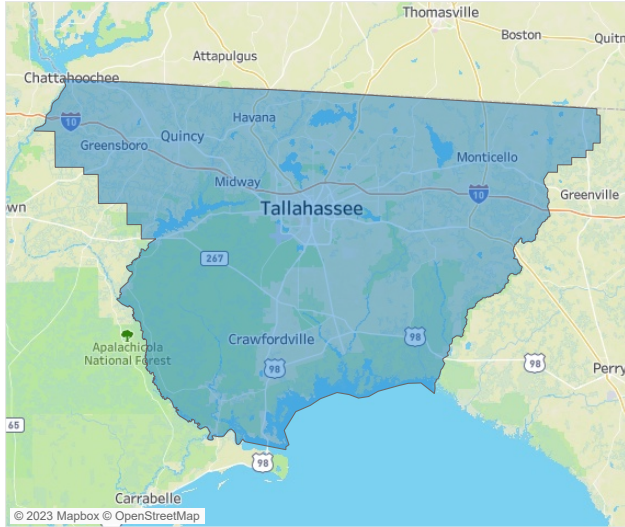 Thomasville
Boston
Quitm
Attapulgus
Chattahoochee
Havana
10
Quincy
Greensboro
Monticello
Midway
10
Greenville
own
Tallahassee
267
Crawfordville
98
Apalachicola
National Forest
98
98
Perry
65
98
Carrabelle
© 2023 Mapbox © OpenStreetMap